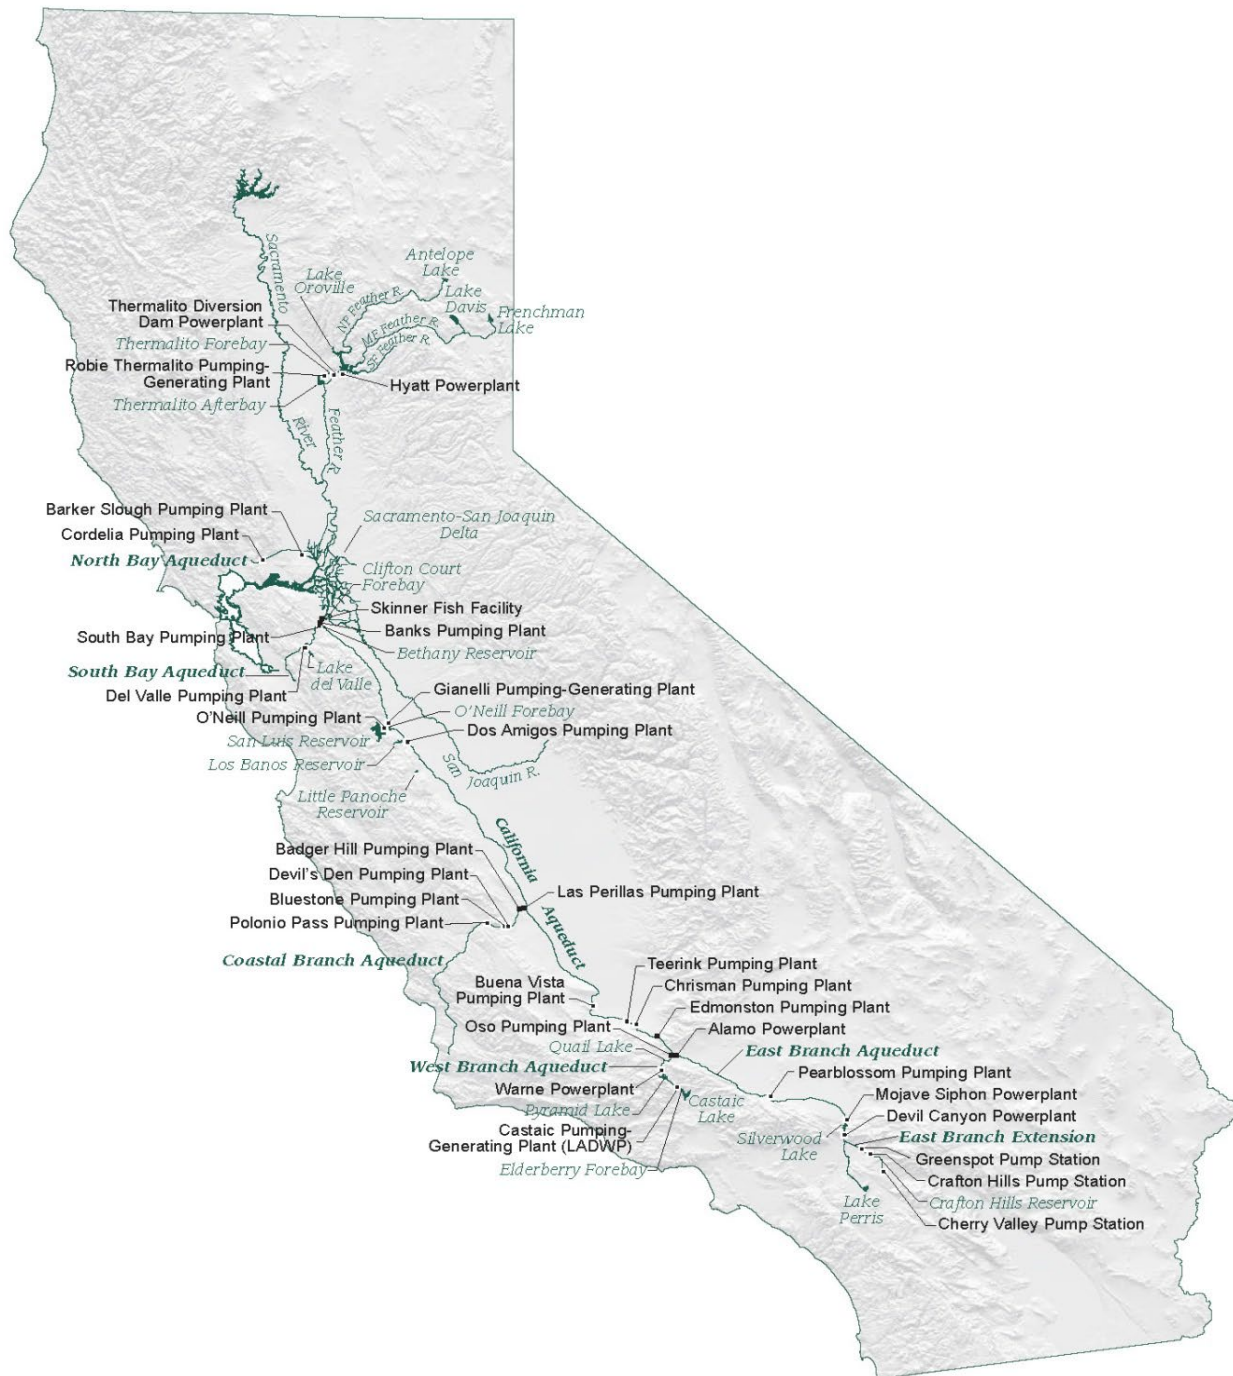 Antelope
Lake
Lake
Davis
Frenchman
Lake
Lake
Oroville
Sacramento
River
NF Feather R.
MF Feather R.
SF Feather R.
Thermalito Diversion
Dam Powerplant
Thermalito Forebay
Robie Thermalito Pumping-
Generating Plant
Thermalito Afterbay
Hyatt Powerplant
Feather R.
Barker Slough Pumping Plant
Cordelia Pumping Plant
North Bay Aqueduct
Sacramento-San Joaquin
Delta
Clifton Court
Forebay
Skinner Fish Facility
Banks Pumping Plant
Bethany Reservoir
South Bay Pumping Plant
South Bay Aqueduct
Lake
del Valle
Del Valle Pumping Plant
Gianelli Pumping-Generating Plant
O'Neill Pumping Plant
O'Neill Forebay
Dos Amigos Pumping Plant
San Luis Reservoir
Los Banos Reservoir
San
Joaquin R.
Little Panoche
Reservoir
California
Aqueduct
Badger Hill Pumping Plant
Devil's Den Pumping Plant
Bluestone Pumping Plant
Polonio Pass Pumping Plant
Las Perillas Pumping Plant
Coastal Branch Aqueduct
Teerink Pumping Plant
Chrisman Pumping Plant
Edmonston Pumping Plant
Alamo Powerplant
Buena Vista
Pumping Plant
Oso Pumping Plant
Quail Lake
West Branch Aqueduct
East Branch Aqueduct
Warne Powerplant
Pyramid Lake
Castaic
Lake
Castaic Pumping-
Generating Plant (LADWP)
Elderberry Forebay
Pearblossom Pumping Plant
Mojave Siphon Powerplant
Devil Canyon Powerplant
Silverwood
Lake
East Branch Extension
Greenspot Pump Station
Crafton Hills Pump Station
Crafton Hills Reservoir
Cherry Valley Pump Station
Lake
Perris